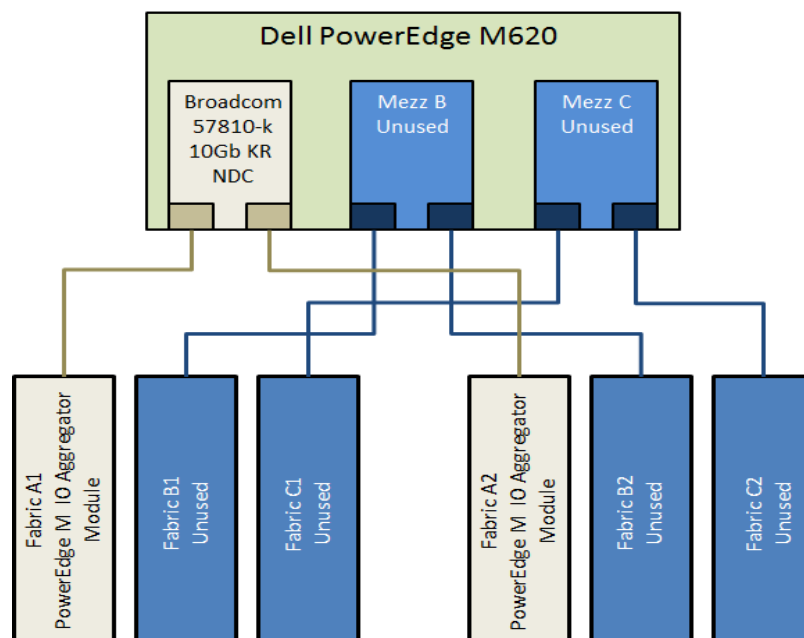 Dell PowerEdge M620
Broadcom
57810-k
10Gb KR
NDC
Mezz B
Unused
Mezz C
Unused
Fabric A1
PowerEdge M IO Aggregator
Module
Fabric B1
Unused
Fabric C1
Unused
Fabric A2
PowerEdge M IO Aggregator
Module
Fabric B2
Unused
Fabric C2
Unused